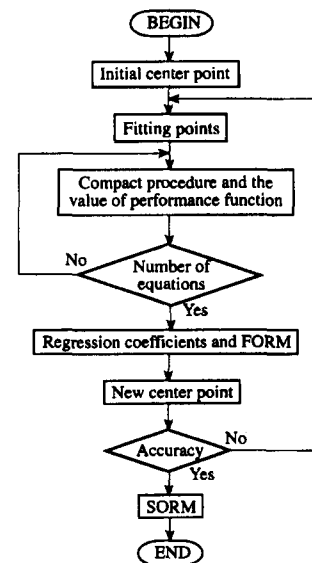 BEGIN
Initial center point
Fitting points
Compact procedure and the
value of performance function
No
Number of
equations
Yes
Regression coefficients and FORM
New center point
No
Accuracy
Yes
SORM
END